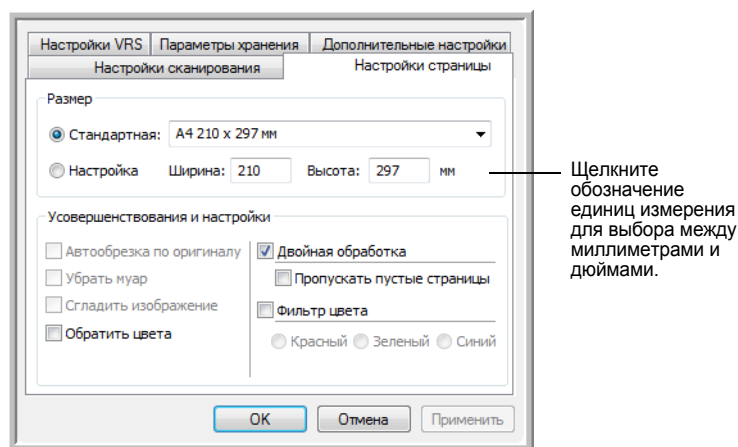 Настройки VRS Параметры хранения Дополнительные настройки
Настройки сканирования Настройки страницы
Размер
Стандартная: A4 210 x 297 мм
Настройка Ширина: 210 Высота: 297 мм
Щелкните
обозначение
единиц измерения
для выбора между
миллиметрами и
дюймами.
Усовершенствования и настройки
Автообрезка по оригиналу
Убрать муар
Сгладить изображение
Обратить цвета
Двойная обработка
Пропускать пустые страницы
Фильтр цвета
Красный Зеленый Синий
OK Отмена Применить